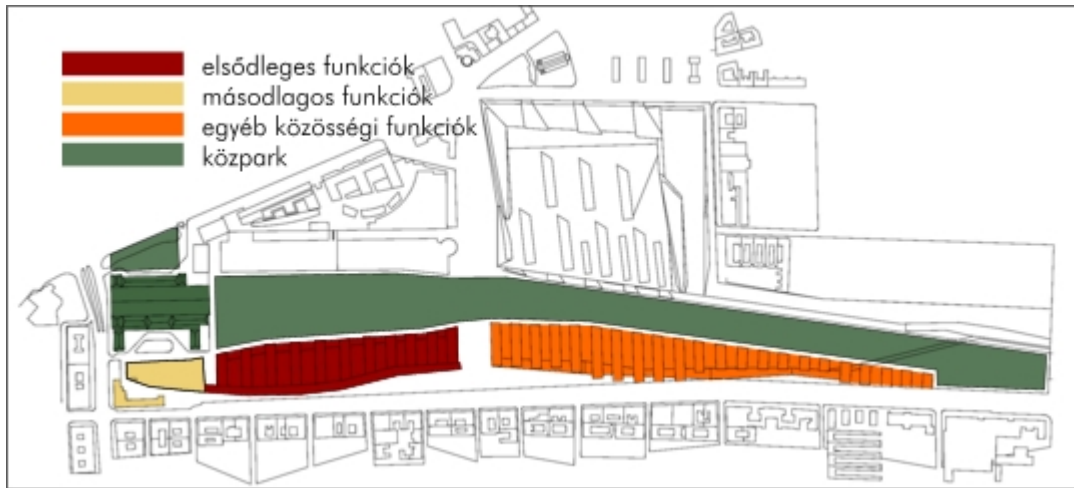 elsődleges funkciók
másodlagos funkciók
egyéb közösségi funkciók
közpark